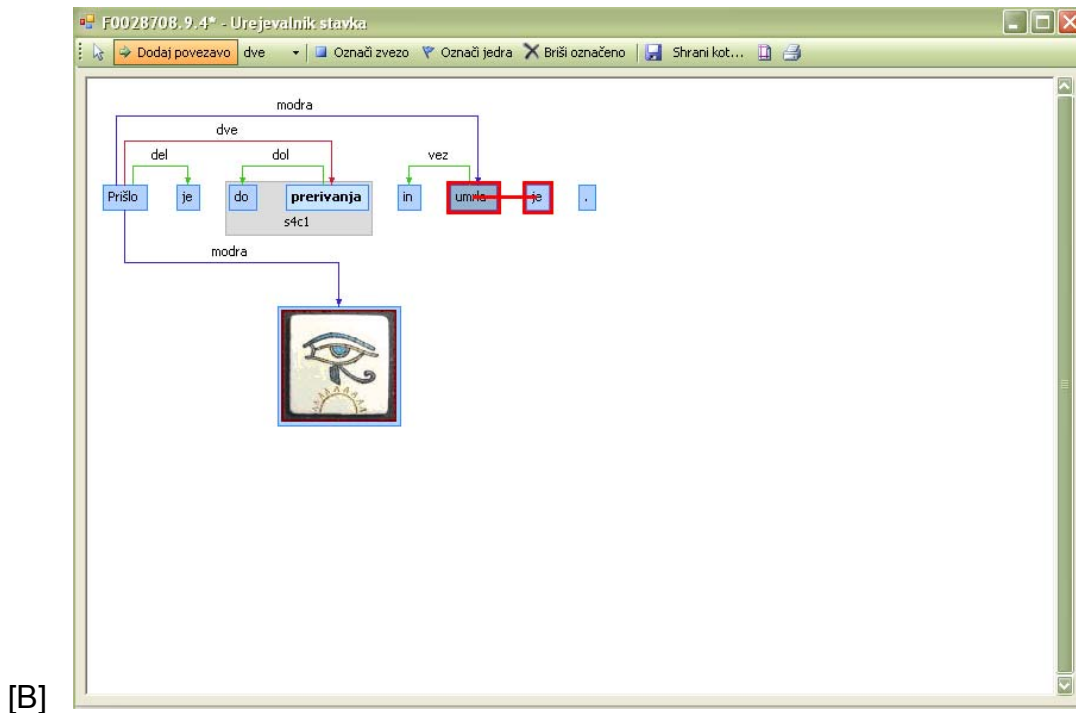 F0028708.9.4* - Urejevalnik stavka
Dodaj povezavo dve Označi zvezo Označi jedra Briši označeno Shrani kot...
modra
dve
del dol vez
Prišlo je do prerivanja in umrla je .
s4c1
modra
[B]